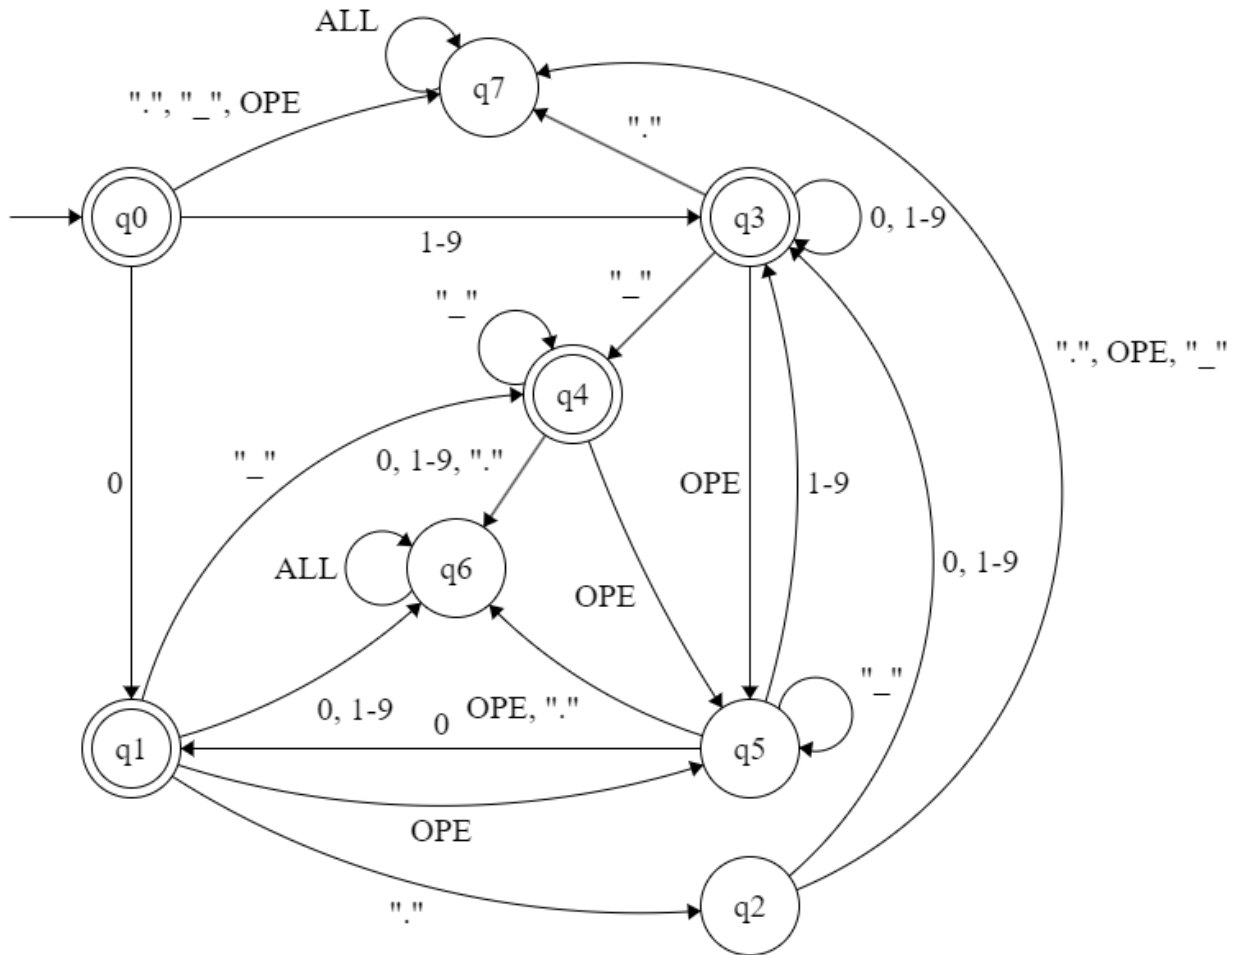 ALL
q7
".", "_", OPE
"."
q0
q3
0, 1-9
1-9
"_"
"_"
".", OPE, "_"
q4
"_"
0, 1-9, "."
0
OPE
1-9
ALL
q6
0, 1-9
OPE
"_"
0, 1-9
OPE, "."
0
q1
q5
OPE
q2
"."